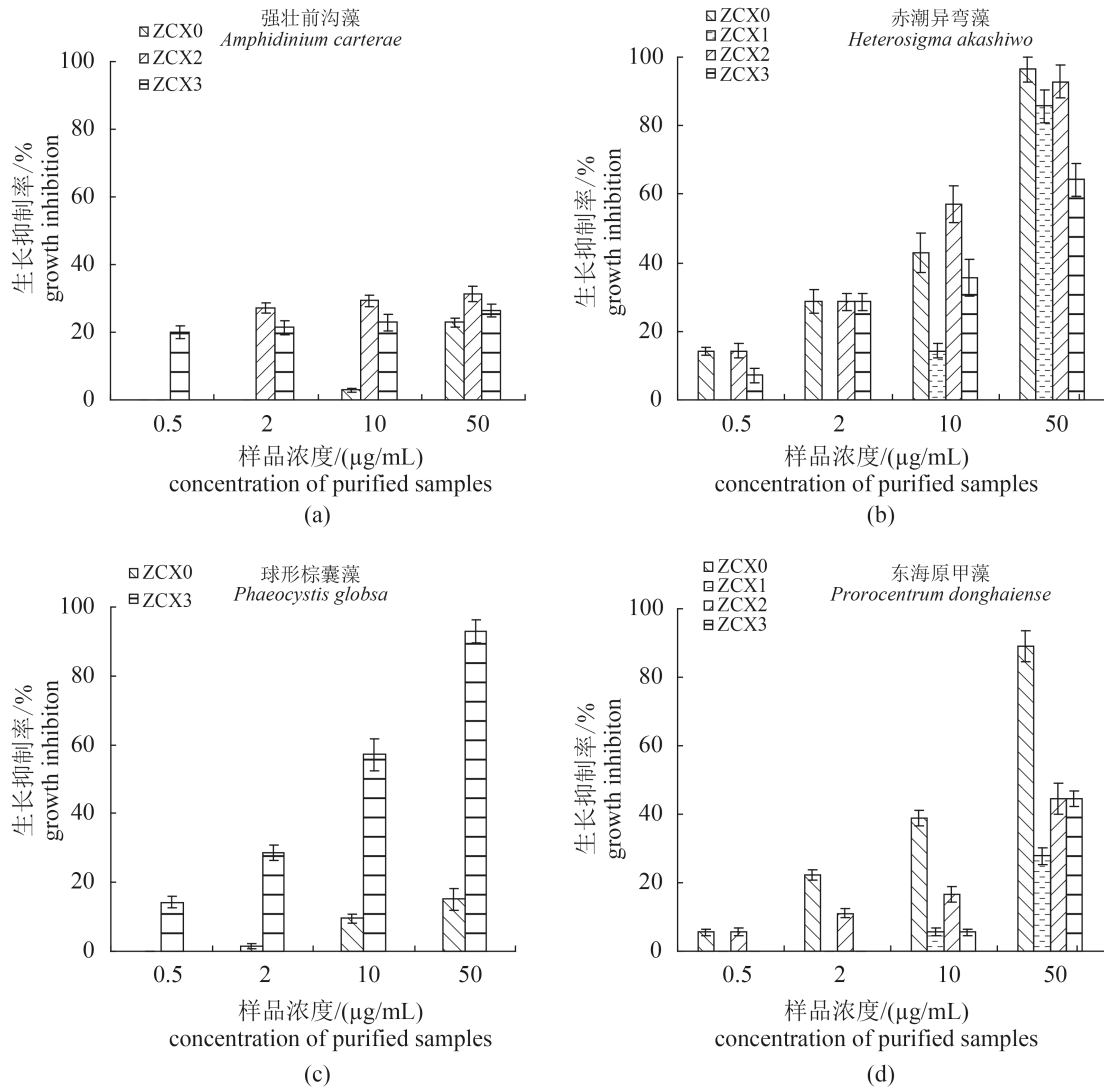 强壮前沟藻
Amphidinium carterae
ZCX0
ZCX2
ZCX3
100
80
60
40
20
0
生长抑制率/%
growth inhibition
0.5 2 10 50
样品浓度/(μg/mL)
concentration of purified samples
(a)
赤潮异弯藻
Heterosigma akashiwo
ZCX0
ZCX1
ZCX2
ZCX3
100
80
60
40
20
0
生长抑制率/%
growth inhibition
0.5 2 10 50
样品浓度/(μg/mL)
concentration of purified samples
(b)
球形棕囊藻
Phaeocystis globsa
ZCX0
ZCX3
100
80
60
40
20
0
生长抑制率/%
growth inhibiton
0.5 2 10 50
样品浓度/(μg/mL)
concentration of purified samples
(c)
东海原甲藻
Prorocentrum donghaiense
ZCX0
ZCX1
ZCX2
ZCX3
100
80
60
40
20
0
生长抑制率/%
growth inhibition
0.5 2 10 50
样品浓度/(μg/mL)
concentration of purified samples
(d)